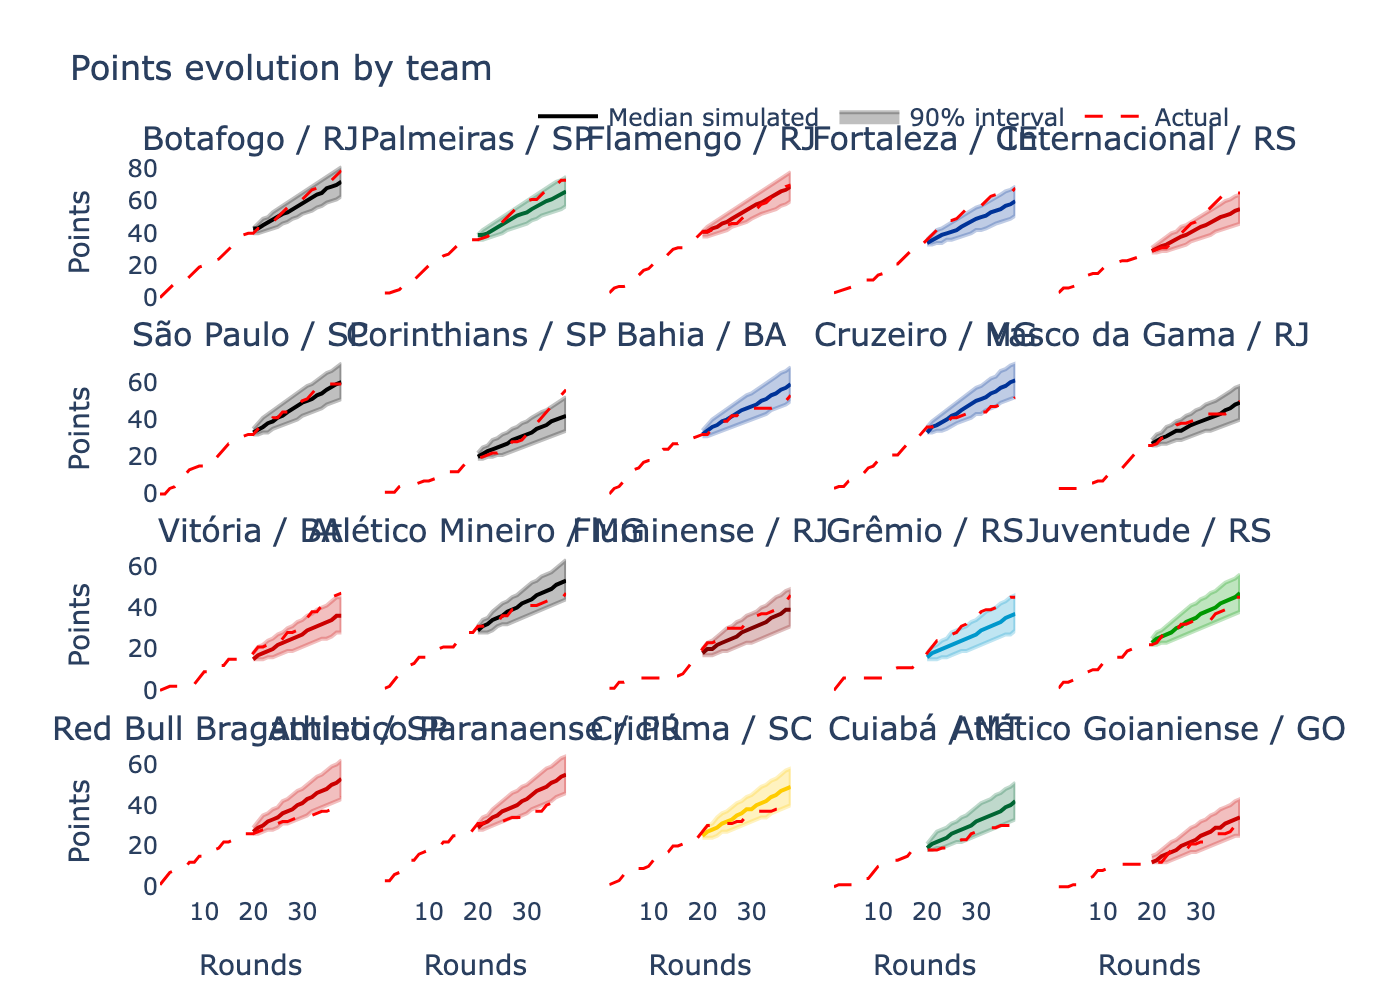 Points evolution by team
Median simulated 90% interval Actual
Botafogo / RJ Palmeiras / SP Flamengo / RJ Fortaleza / CE Internacional / RS
80
60
40
20
0
Points
São Paulo / SP Corinthians / SP Bahia / BA Cruzeiro / MG Vasco da Gama / RJ
60
40
20
0
Points
Vitória / BA Atlético Mineiro / MG Fluminense / RJ Grêmio / RS Juventude / RS
60
40
20
0
Points
Red Bull Bragantino / SP Athletico Paranaense / PR Criciúma / SC Cuiabá / MT Atlético Goianiense / GO
60
40
20
0
Points
10 20 30 10 20 30 10 20 30 10 20 30 10 20 30
Rounds Rounds Rounds Rounds Rounds